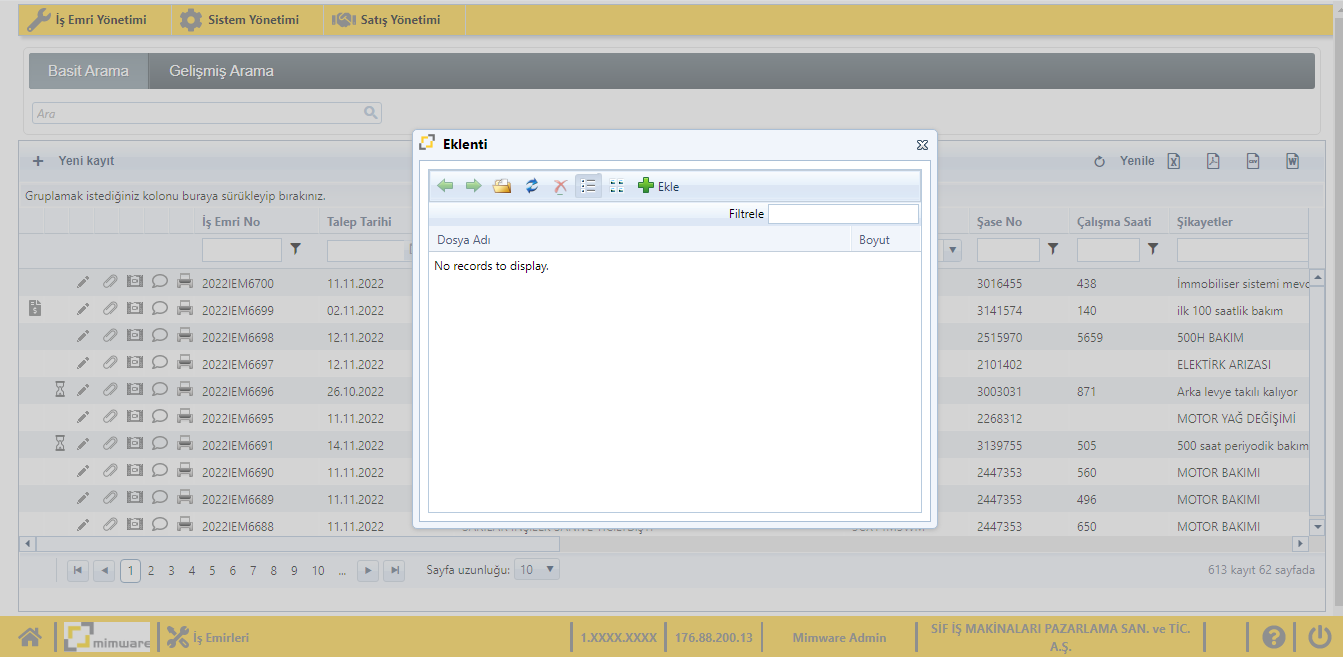 İş Emri Yönetimi Sistem Yönetimi Satış Yönetimi
Basit Arama Gelişmiş Arama
Ara
Eklenti
Yeni kayıt Yenile
Ekle
Gruplamak istediğiniz kolonu buraya sürükleyip bırakınız.
Filtrele
İş Emri No Talep Tarihi Şase No Çalışma Saati Şikayetler
Dosya Adı Boyut
No records to display.
2022IEM6700 11.11.2022 3016455 438 İmmobiliser sistemi mevc
2022IEM6699 02.11.2022 3141574 140 ilk 100 saatlik bakım
2022IEM6698 12.11.2022 2515970 5659 500H BAKIM
2022IEM6697 12.11.2022 2101402 ELEKTİRK ARIZASI
2022IEM6696 26.10.2022 3003031 871 Arka levye takılı kalıyor
2022IEM6695 11.11.2022 2268312 MOTOR YAĞ DEĞİŞİMİ
2022IEM6691 14.11.2022 3139755 505 500 saat periyodik bakım
2022IEM6690 11.11.2022 2447353 560 MOTOR BAKIMI
2022IEM6689 11.11.2022 2447353 496 MOTOR BAKIMI
2022IEM6688 11.11.2022 2447353 650 MOTOR BAKIMI
1 2 3 4 5 6 7 8 9 10 ... Sayfa uzunluğu: 10 613 kayıt 62 sayfada
mimware İş Emirleri 1.XXXX.XXXX 176.88.200.13 Mimware Admin SİF İŞ MAKİNALARI PAZARLAMA SAN. ve TİC.
A.Ş.